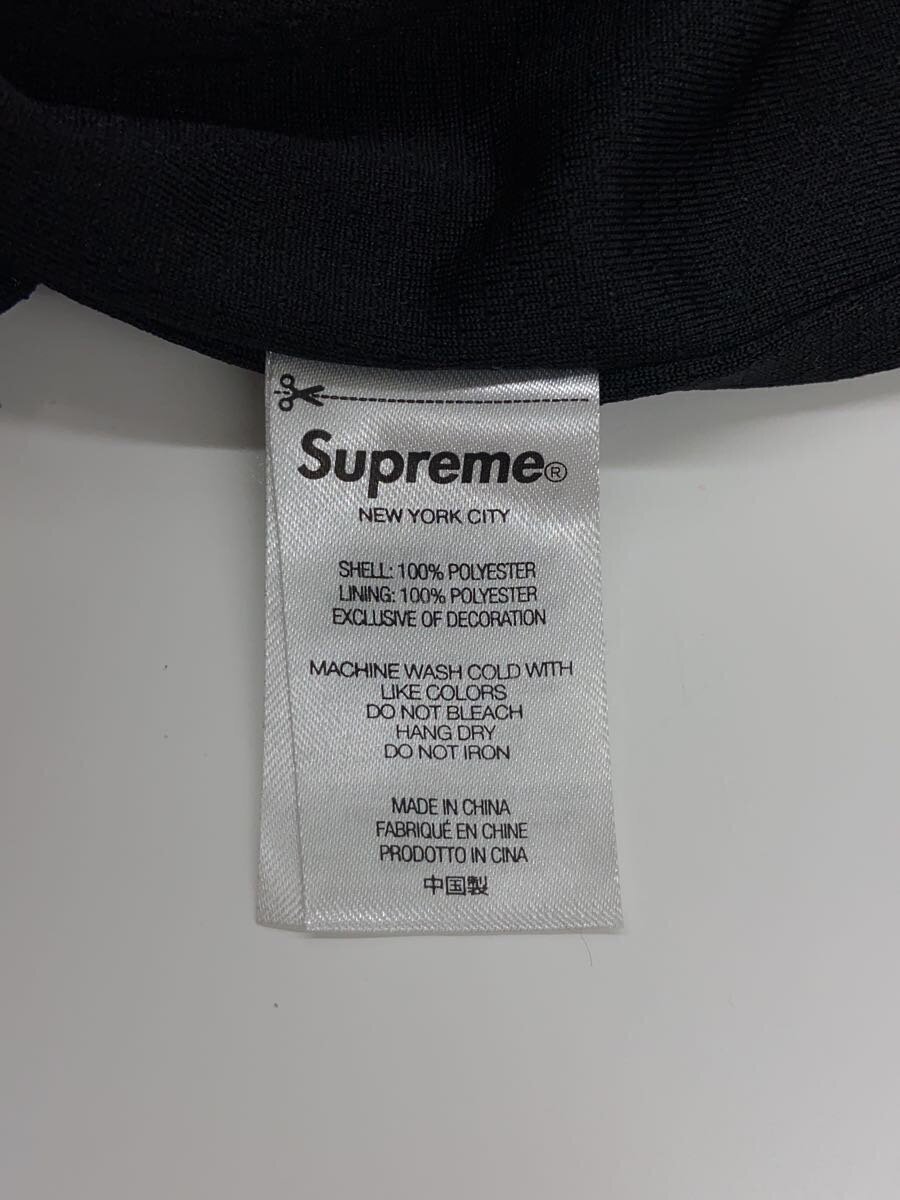 Supreme®
NEW YORK CITY
SHELL: 100% POLYESTER
LINING: 100% POLYESTER
EXCLUSIVE OF DECORATION
MACHINE WASH COLD WITH
LIKE COLORS
DO NOT BLEACH
HANG DRY
DO NOT IRON
MADE IN CHINA
FABRIQUÉ EN CHINE
PRODOTTO IN CINA
中国製